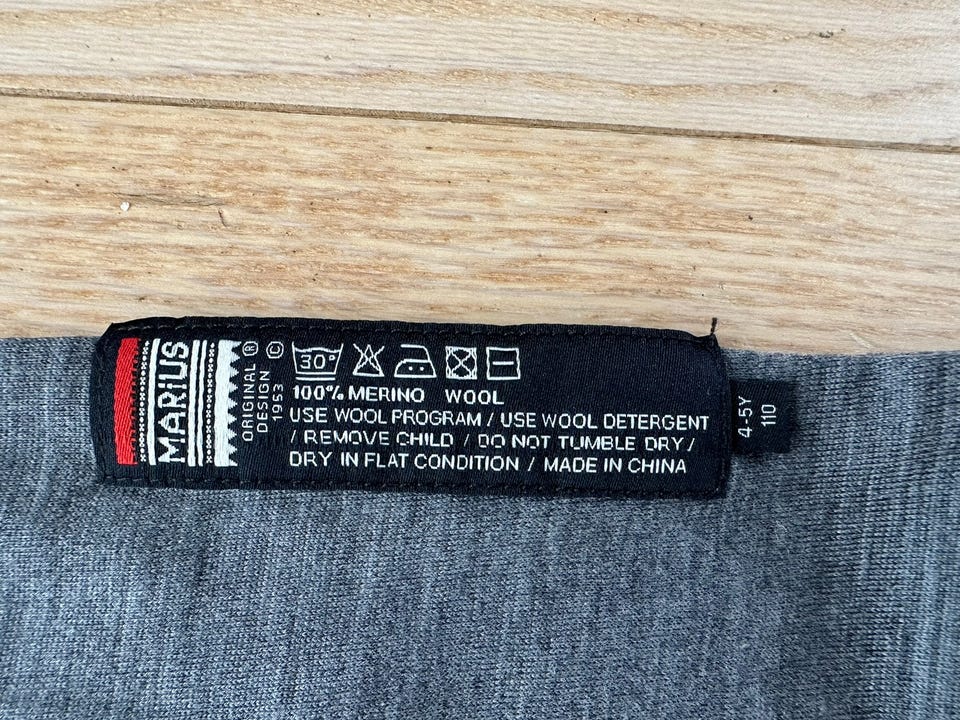 MARIUS
ORIGINAL ®
DESIGN ©
1953
30°
100% MERINO WOOL
USE WOOL PROGRAM / USE WOOL DETERGENT
/ REMOVE CHILD / DO NOT TUMBLE DRY /
DRY IN FLAT CONDITION / MADE IN CHINA
4-5Y
110